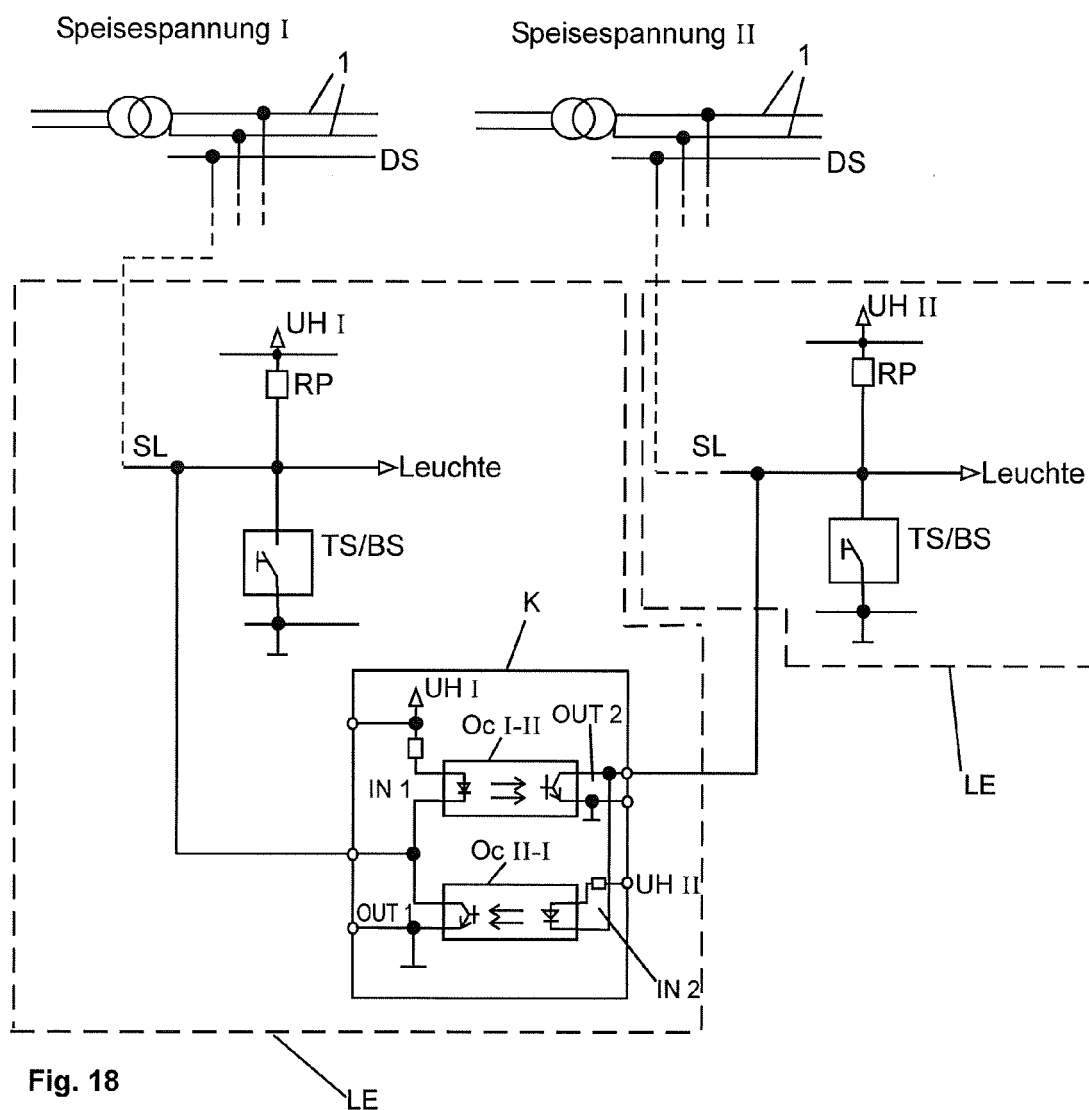 Speisespannung I
Speisespannung II
1
1
DS
DS
UH I
RP
SL
Leuchte
TS/BS
UH II
RP
SL
Leuchte
TS/BS
K
UH I
Oc I-II
OUT 2
IN 1
Oc II-I
UH II
OUT 1
IN 2
LE
Fig. 18
LE